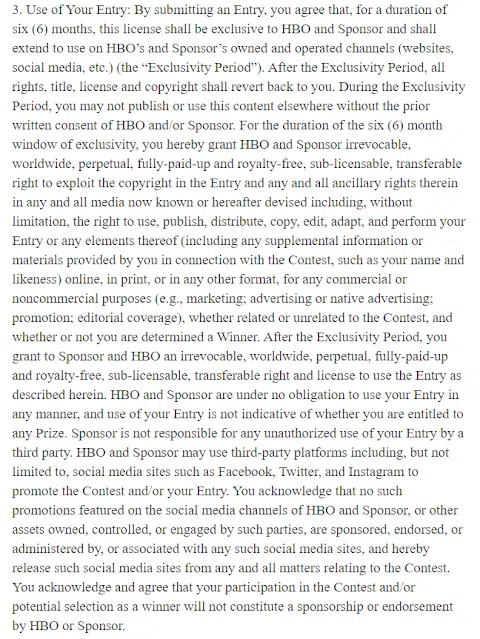 3. Use of Your Entry: By submitting an Entry, you agree that, for a duration of
six (6) months, this license shall be exclusive to HBO and Sponsor and shall
extend to use on HBO’s and Sponsor’s owned and operated channels (websites,
social media, etc.) (the “Exclusivity Period”). After the Exclusivity Period, all
rights, title, license and copyright shall revert back to you. During the Exclusivity
Period, you may not publish or use this content elsewhere without the prior
written consent of HBO and/or Sponsor. For the duration of the six (6) month
window of exclusivity, you hereby grant HBO and Sponsor irrevocable,
worldwide, perpetual, fully-paid-up and royalty-free, sub-licensable, transferable
right to exploit the copyright in the Entry and any and all ancillary rights therein
in any and all media now known or hereafter devised including, without
limitation, the right to use, publish, distribute, copy, edit, adapt, and perform your
Entry or any elements thereof (including any supplemental information or
materials provided by you in connection with the Contest, such as your name and
likeness) online, in print, or in any other format, for any commercial or
noncommercial purposes (e.g., marketing; advertising or native advertising;
promotion; editorial coverage), whether related or unrelated to the Contest, and
whether or not you are determined a Winner. After the Exclusivity Period, you
grant to Sponsor and HBO an irrevocable, worldwide, perpetual, fully-paid-up
and royalty-free, sub-licensable, transferable right and license to use the Entry as
described herein. HBO and Sponsor are under no obligation to use your Entry in
any manner, and use of your Entry is not indicative of whether you are entitled to
any Prize. Sponsor is not responsible for any unauthorized use of your Entry by a
third party. HBO and Sponsor may use third-party platforms including, but not
limited to, social media sites such as Facebook, Twitter, and Instagram to
promote the Contest and/or your Entry. You acknowledge that no such
promotions featured on the social media channels of HBO and Sponsor, or other
assets owned, controlled, or engaged by such parties, are sponsored, endorsed, or
administered by, or associated with any such social media sites, and hereby
release such social media sites from any and all matters relating to the Contest.
You acknowledge and agree that your participation in the Contest and/or
potential selection as a winner will not constitute a sponsorship or endorsement
by HBO or Sponsor.